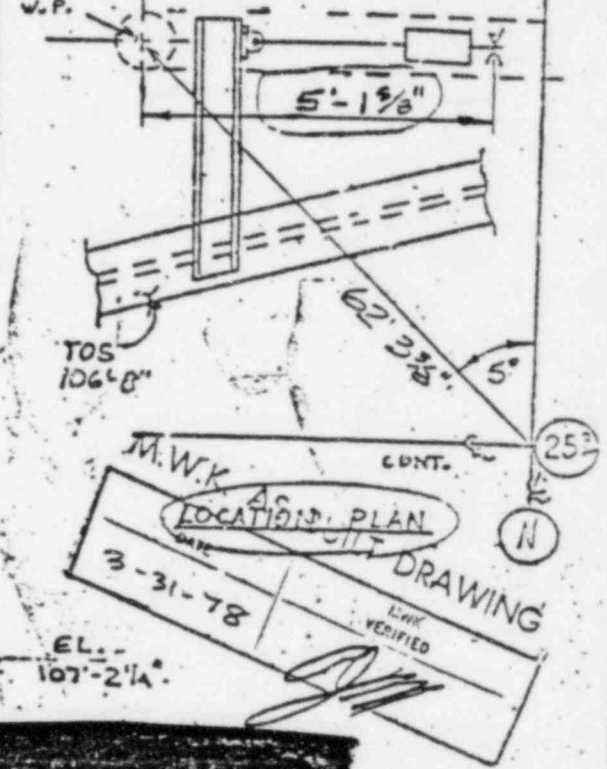 W.P.
5'-1 5/8"
62' 3 3/8"
5°
TOS
106'-8"
CONT.
25
N
M.W.K. AS BUILT DRAWING
LOCATION PLAN
DATE
3-31-78
MWK
VERIFIED
EL.
107'-2 1/4"